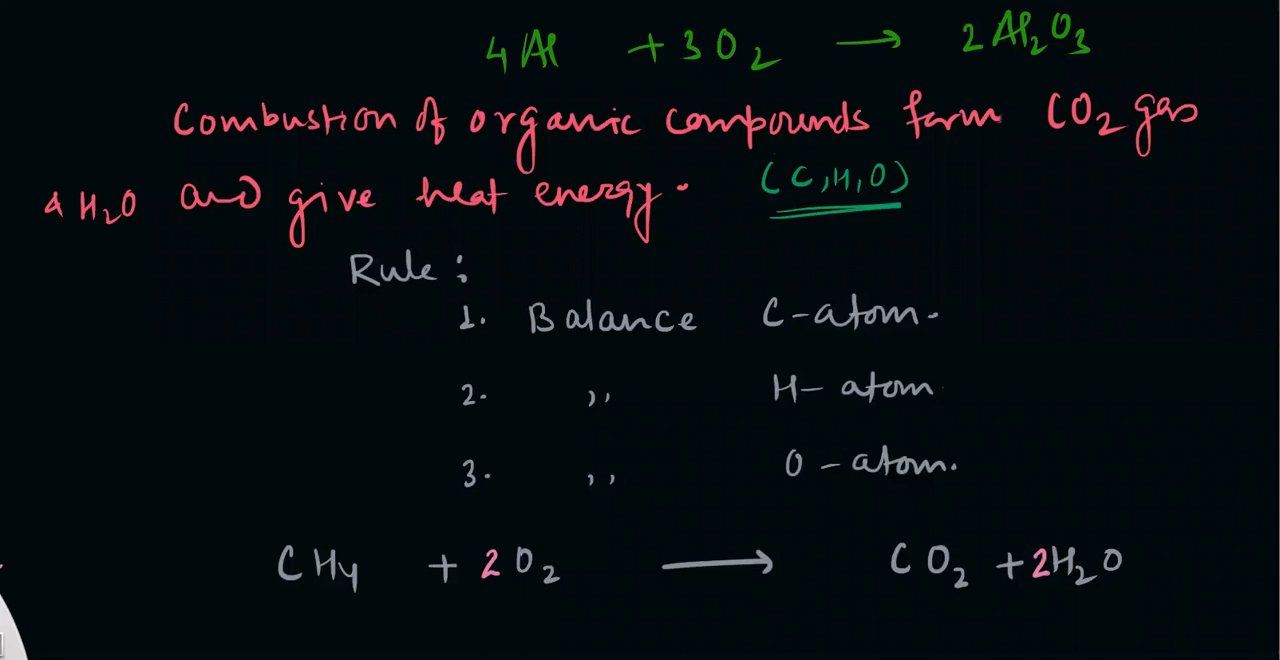 4Al + 3O₂ → 2Al₂O₃
Combustion of organic compounds form CO₂ gas
& H₂O and give heat energy. (C,H,O)
Rule :
1. Balance C-atom.
2. ,, H- atom
3. ,, O - atom.
CH₄ + 2O₂ → CO₂ + 2H₂O